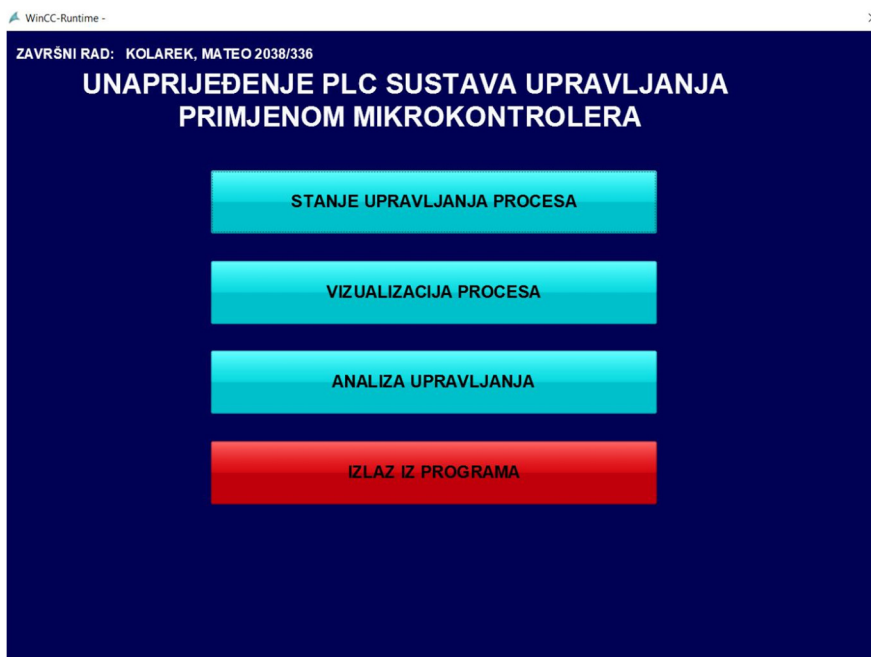 WinCC-Runtime -
ZAVRŠNI RAD: KOLAREK, MATEO 2038/336
UNAPRIJEĐENJE PLC SUSTAVA UPRAVLJANJA
PRIMJENOM MIKROKONTROLERA
STANJE UPRAVLJANJA PROCESA
VIZUALIZACIJA PROCESA
ANALIZA UPRAVLJANJA
IZLAZ IZ PROGRAMA